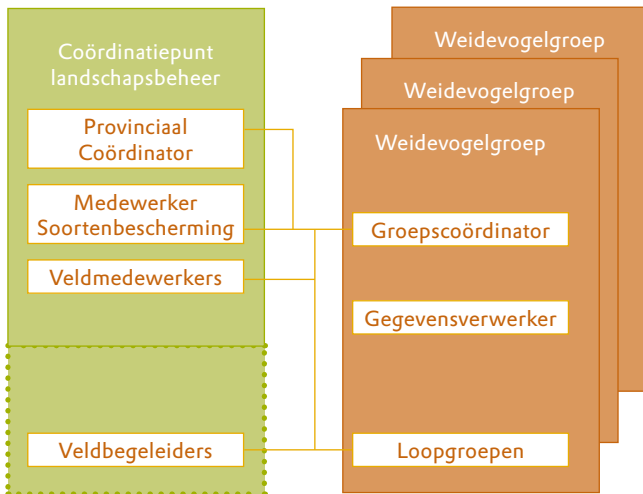 Coördinatiepunt
landschapsbeheer
Provinciaal
Coördinator
Medewerker
Soortenbescherming
Veldmedewerkers
Veldbegeleiders
Weidevogelgroep
Weidevogelgroep
Weidevogelgroep
Groepscoördinator
Gegevensverwerker
Loopgroepen